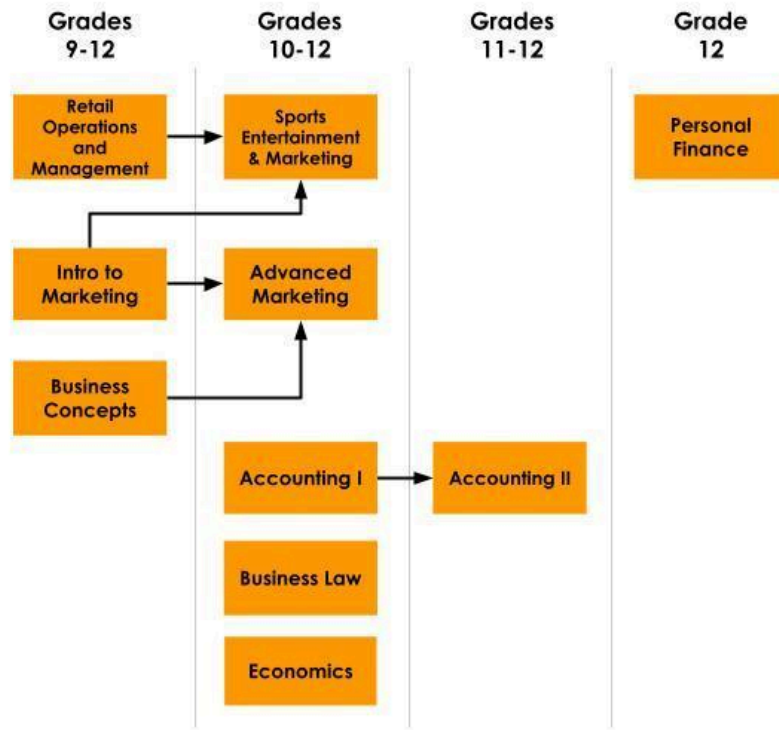 Grades
9-12
Grades
10-12
Grades
11-12
Grade
12
Retail
Operations
and
Management
Sports
Entertainment
& Marketing
Personal
Finance
Intro to
Marketing
Advanced
Marketing
Business
Concepts
Accounting I
Accounting II
Business Law
Economics